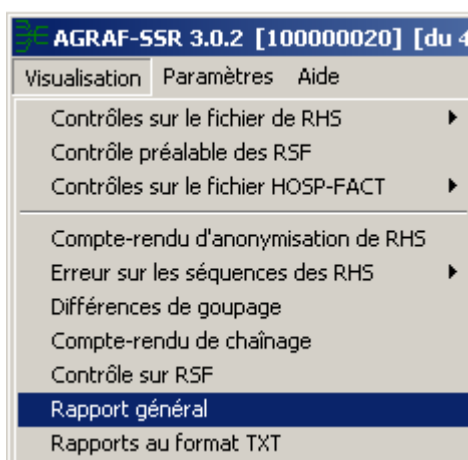 AGRAF-SSR 3.0.2 [100000020] [du 4
Visualisation Paramètres Aide
Contrôles sur le fichier de RHS
Contrôle préalable des RSF
Contrôles sur le fichier HOSP-FACT
Compte-rendu d'anonymisation de RHS
Erreur sur les séquences des RHS
Différences de goupage
Compte-rendu de chaînage
Contrôle sur RSF
Rapport général
Rapports au format TXT